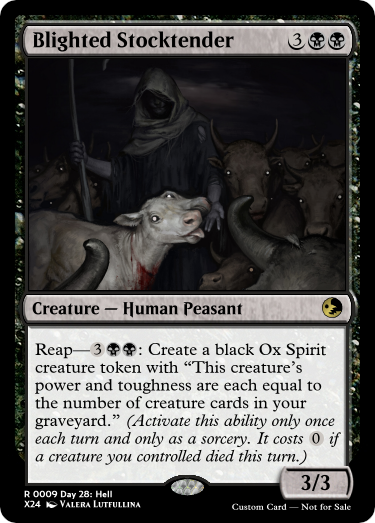 Blighted Stocktender 3
Creature — Human Peasant
Reap—3: Create a black Ox Spirit
creature token with “This creature’s
power and toughness are each equal to
the number of creature cards in your
graveyard.” (Activate this ability only once
each turn and only as a sorcery. It costs 0 if
a creature you controlled died this turn.)
3/3
R 0009 Day 28: Hell
X24 Valera Lutfullina
Custom Card — Not for Sale